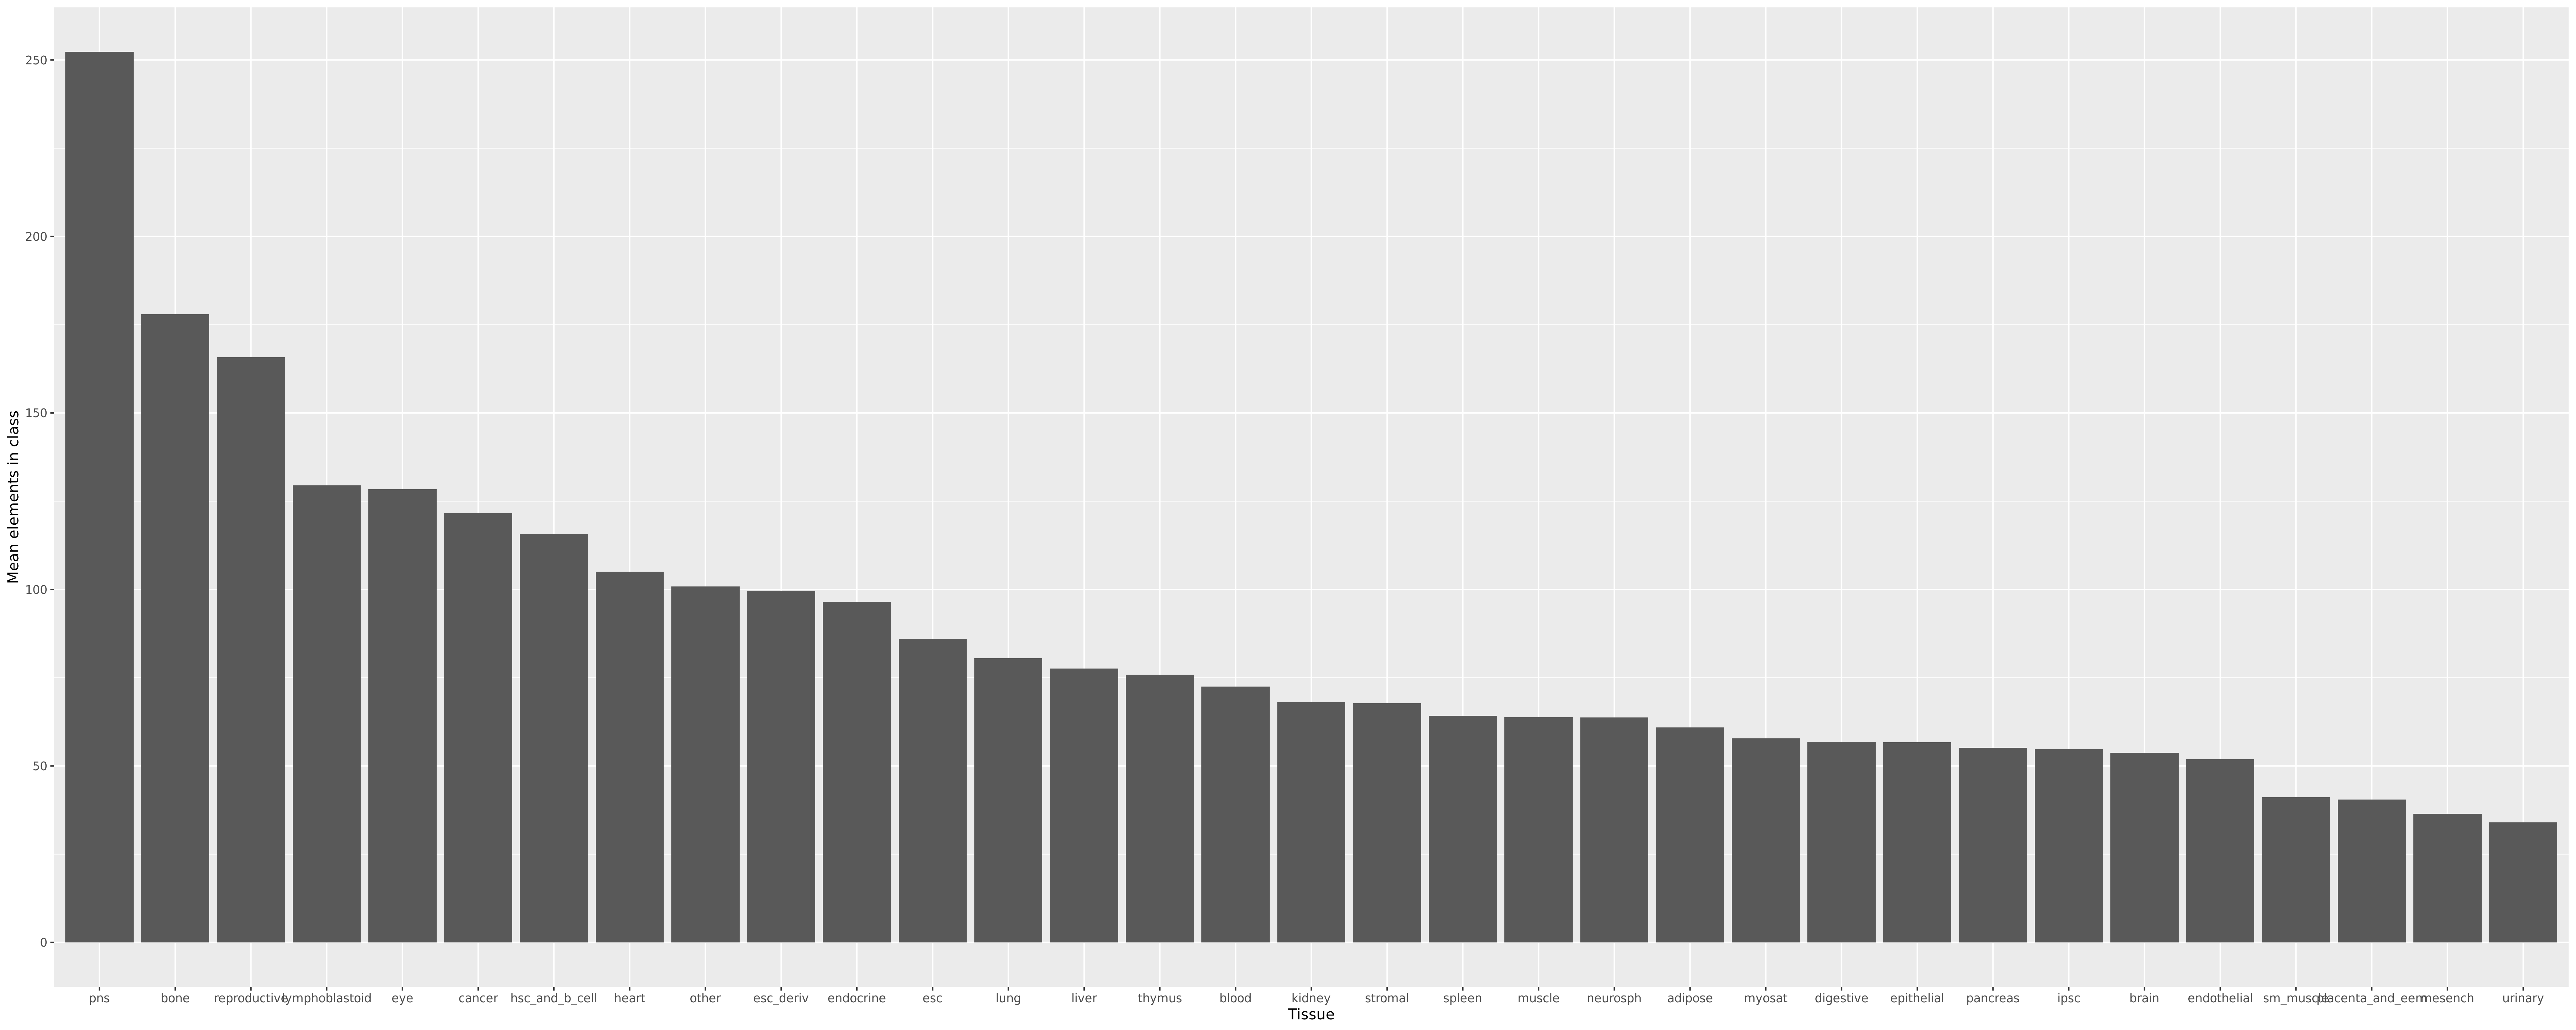 Mean elements in class
250
200
150
100
50
0
pns bone reproductive lymphoblastoid eye cancer hsc_and_b_cell heart other esc_deriv endocrine esc lung liver thymus blood kidney stromal spleen muscle neurosph adipose myosat digestive epithelial pancreas ipsc brain endothelial sm_muscle placenta_and_eem mesench urinary
Tissue